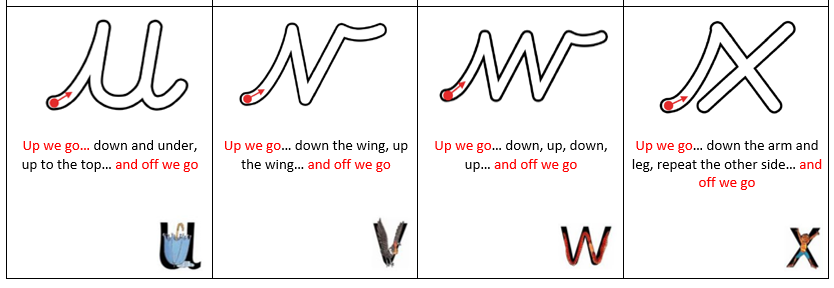 u
Up we go... down and under,
up to the top... and off we go
u
v
Up we go... down the wing, up
the wing... and off we go
v
w
Up we go... down, up, down,
up... and off we go
w
x
Up we go... down the arm and
leg, repeat the other side... and
off we go
x